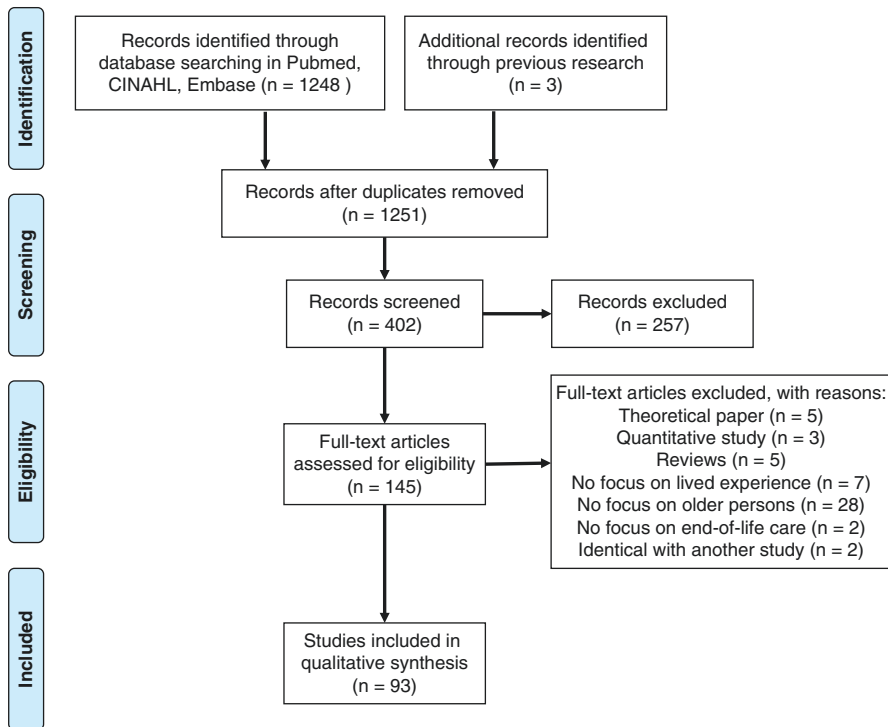 Identification
Records identified through
database searching in Pubmed,
CINAHL, Embase (n = 1248 )
Additional records identified
through previous research
(n = 3)
Records after duplicates removed
(n = 1251)
Screening
Records screened
(n = 402)
Records excluded
(n = 257)
Eligibility
Full-text articles
assessed for eligibility
(n = 145)
Full-text articles excluded, with reasons:
Theoretical paper (n = 5)
Quantitative study (n = 3)
Reviews (n = 5)
No focus on lived experience (n = 7)
No focus on older persons (n = 28)
No focus on end-of-life care (n = 2)
Identical with another study (n = 2)
Included
Studies included in
qualitative synthesis
(n = 93)